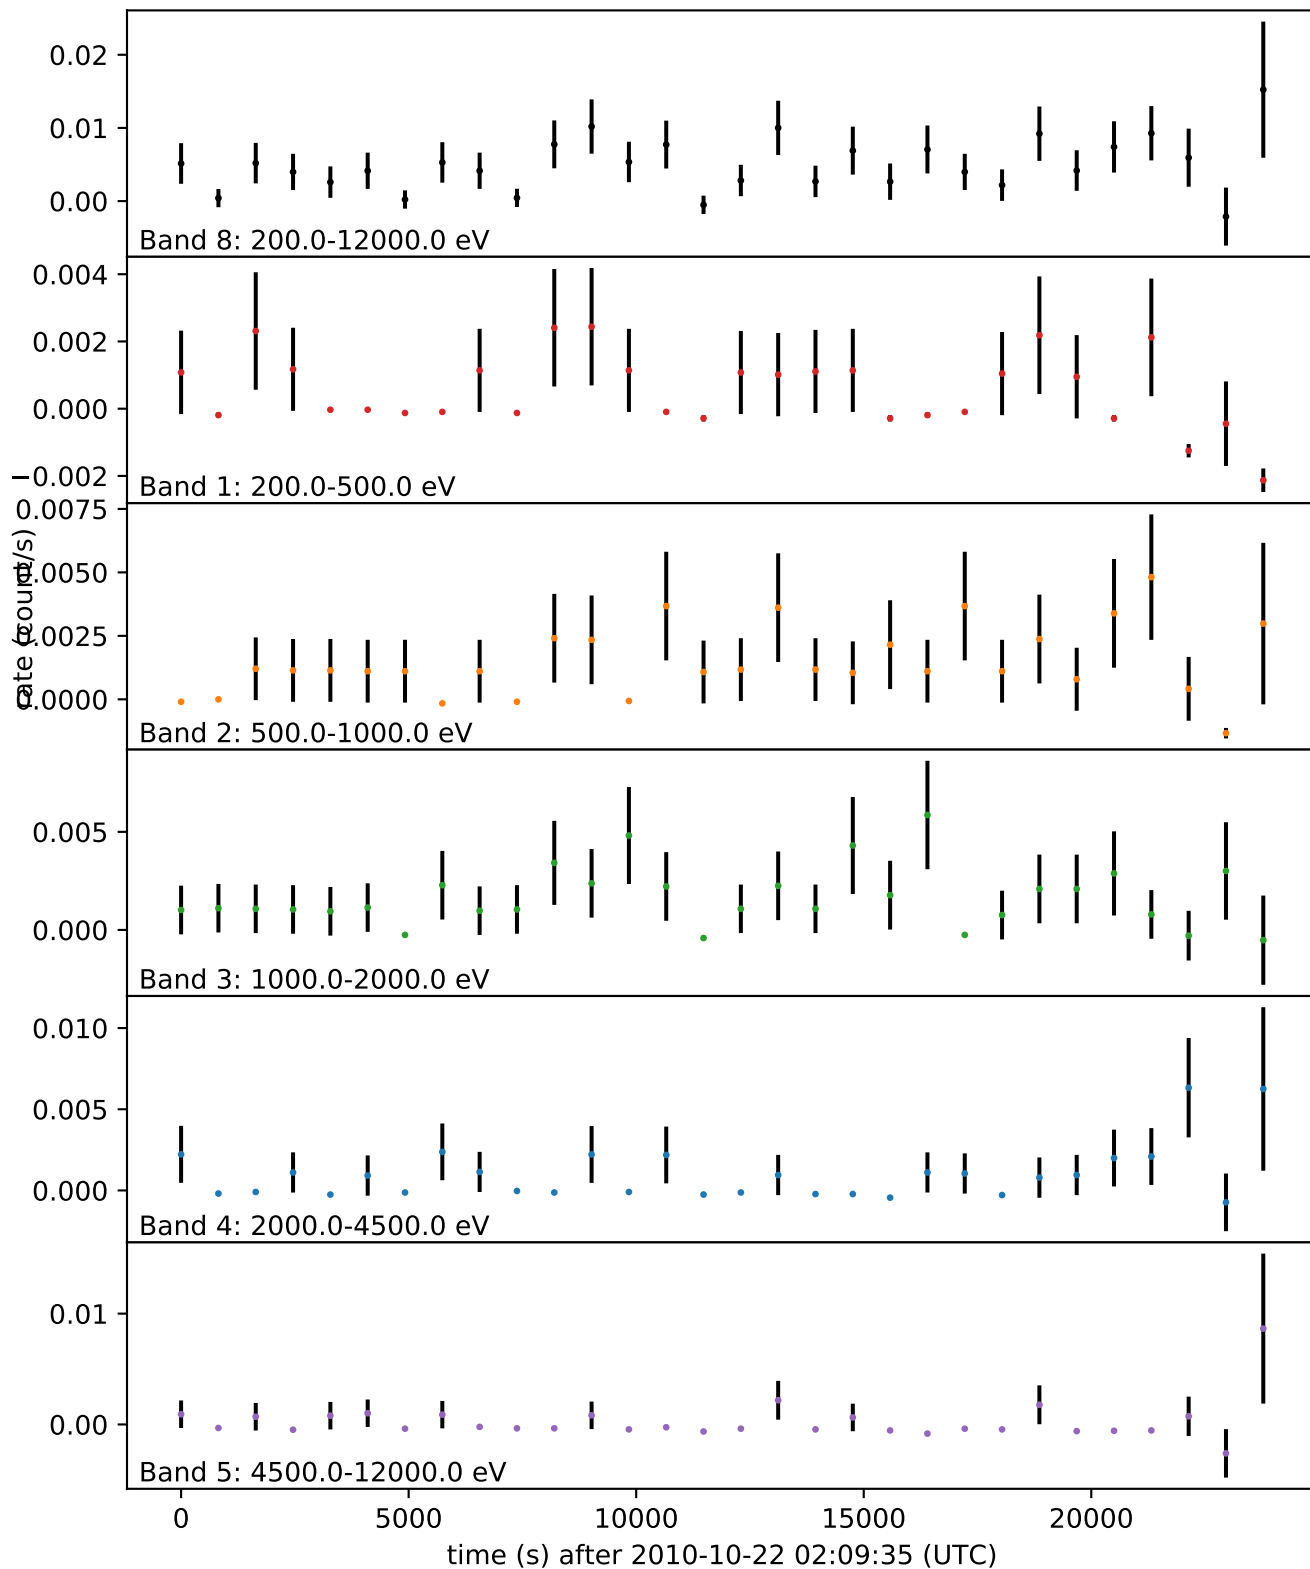 0.02
0.01
0.00
Band 8: 200.0-12000.0 eV
0.004
0.002
0.000
−0.002
Band 1: 200.0-500.0 eV
rate (count/s)
0.0075
0.0050
0.0025
0.0000
Band 2: 500.0-1000.0 eV
0.005
0.000
Band 3: 1000.0-2000.0 eV
0.010
0.005
0.000
Band 4: 2000.0-4500.0 eV
0.01
0.00
Band 5: 4500.0-12000.0 eV
0 5000 10000 15000 20000
time (s) after 2010-10-22 02:09:35 (UTC)